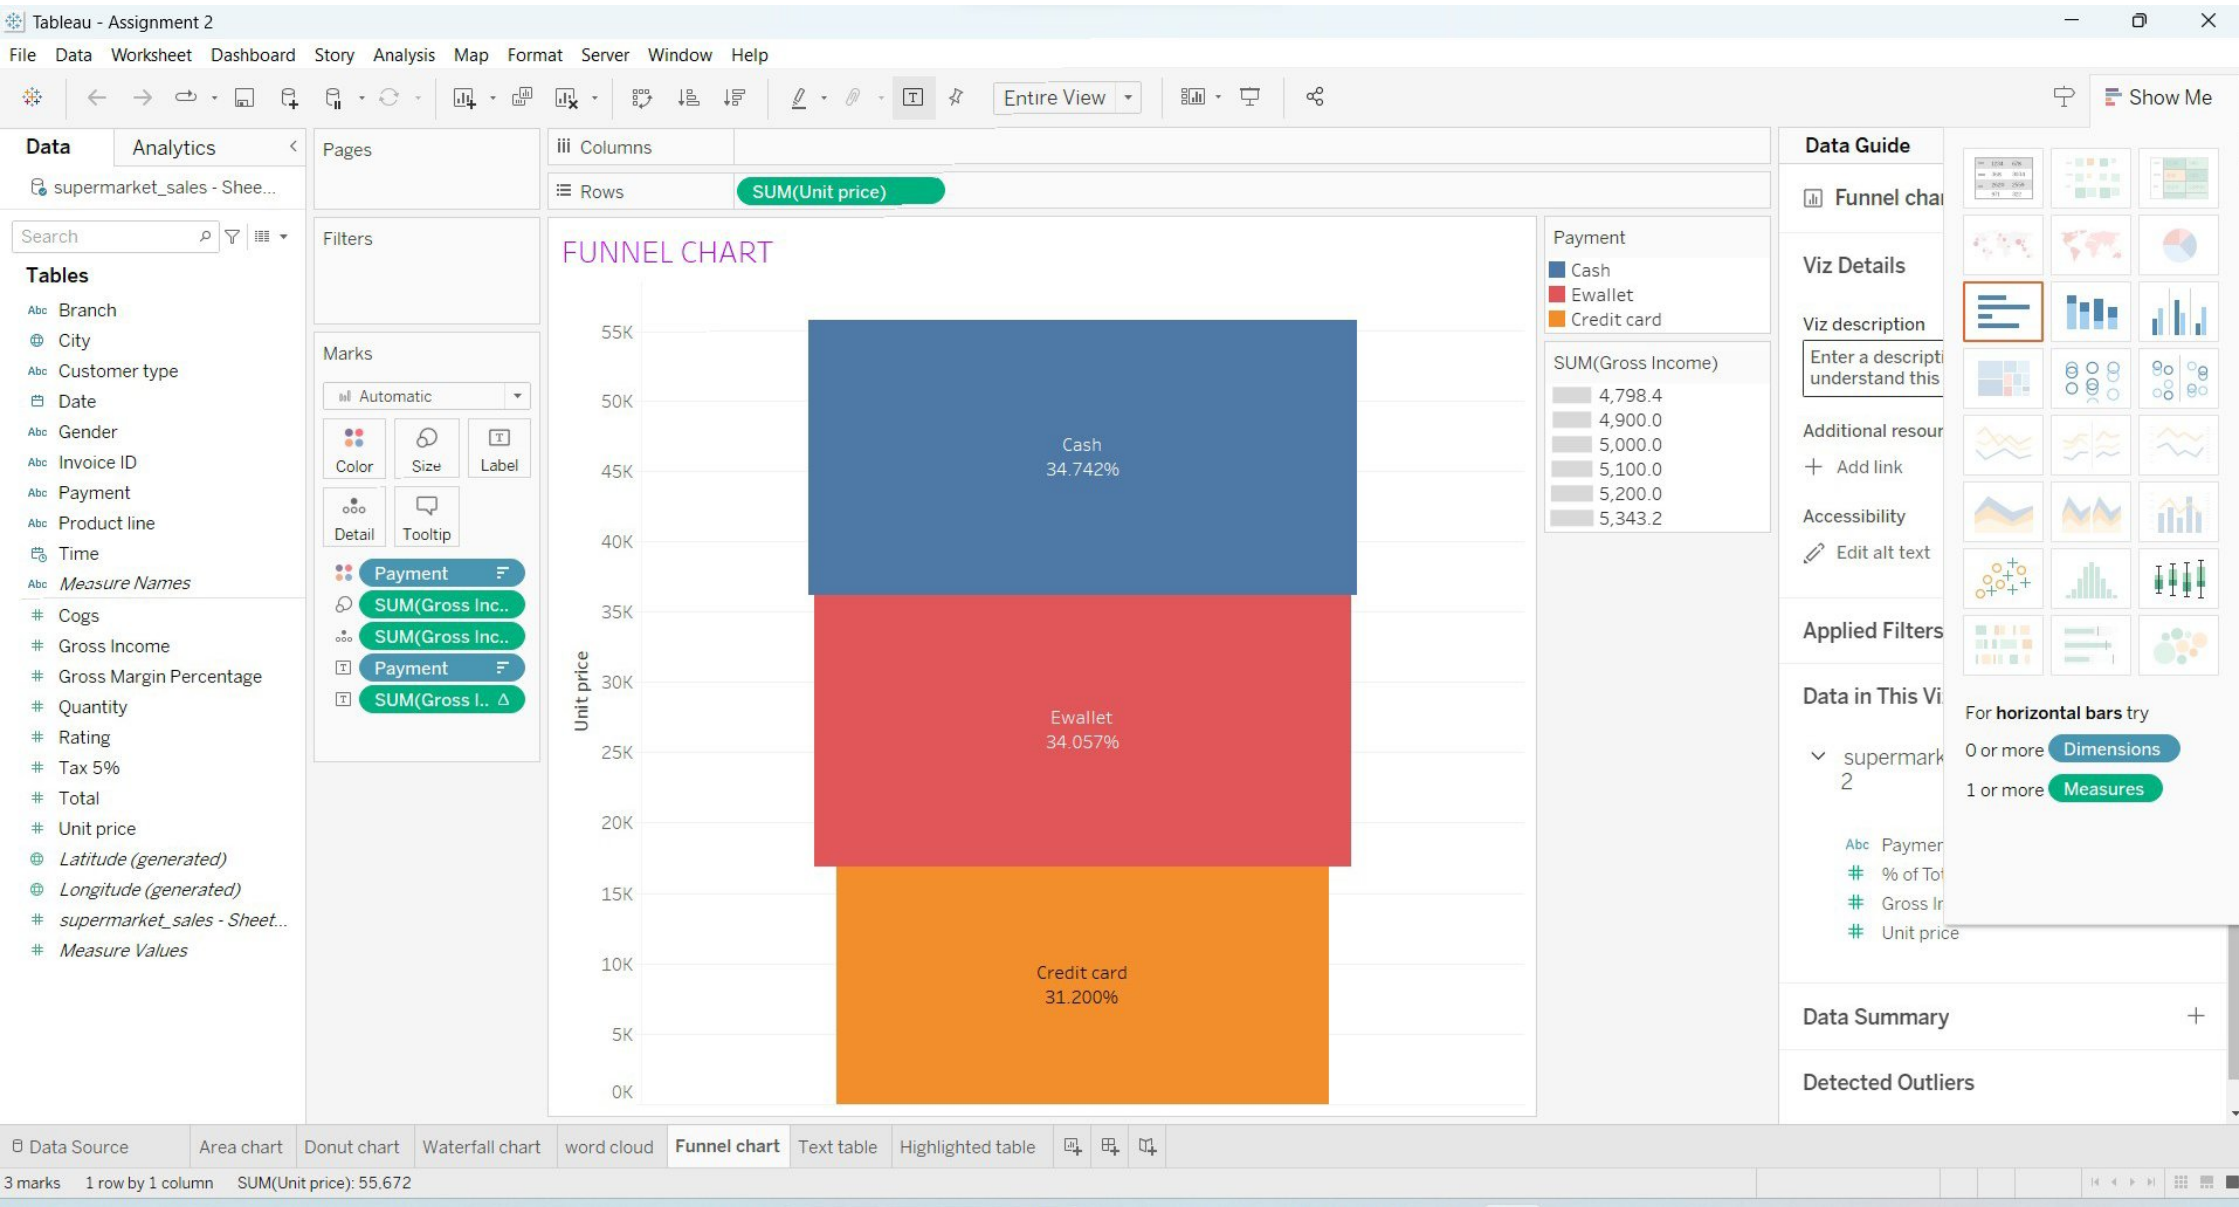 Tableau - Assignment 2
File Data Worksheet Dashboard Story Analysis Map Format Server Window Help
Entire View
Show Me
Data Analytics
supermarket_sales - Shee...
Search
Tables
Abc Branch
City
Abc Customer type
Date
Abc Gender
Abc Invoice ID
Abc Payment
Abc Product line
Time
Abc Measure Names
# Cogs
# Gross Income
# Gross Margin Percentage
# Quantity
# Rating
# Tax 5%
# Total
# Unit price
Latitude (generated)
Longitude (generated)
# supermarket_sales - Sheet...
# Measure Values
Pages
Filters
Marks
Automatic
Color Size Label
Detail Tooltip
Payment
SUM(Gross Inc..
SUM(Gross Inc..
Payment
SUM(Gross I.. Δ
Columns
Rows SUM(Unit price)
FUNNEL CHART
Unit price
55K
50K
45K
40K
35K
30K
25K
20K
15K
10K
5K
0K
Cash
34.742%
Ewallet
34.057%
Credit card
31.200%
Payment
Cash
Ewallet
Credit card
SUM(Gross Income)
4,798.4
4,900.0
5,000.0
5,100.0
5,200.0
5,343.2
Data Guide
Funnel char
Viz Details
Viz description
Enter a descripti
understand this
Additional resour
+ Add link
Accessibility
Edit alt text
Applied Filters
Data in This Vi
supermark
2
Abc Paymer
# % of Tot
# Gross Ir
# Unit price
Data Summary +
Detected Outliers
For horizontal bars try
0 or more Dimensions
1 or more Measures
Data Source Area chart Donut chart Waterfall chart word cloud Funnel chart Text table Highlighted table
3 marks 1 row by 1 column SUM(Unit price): 55,672